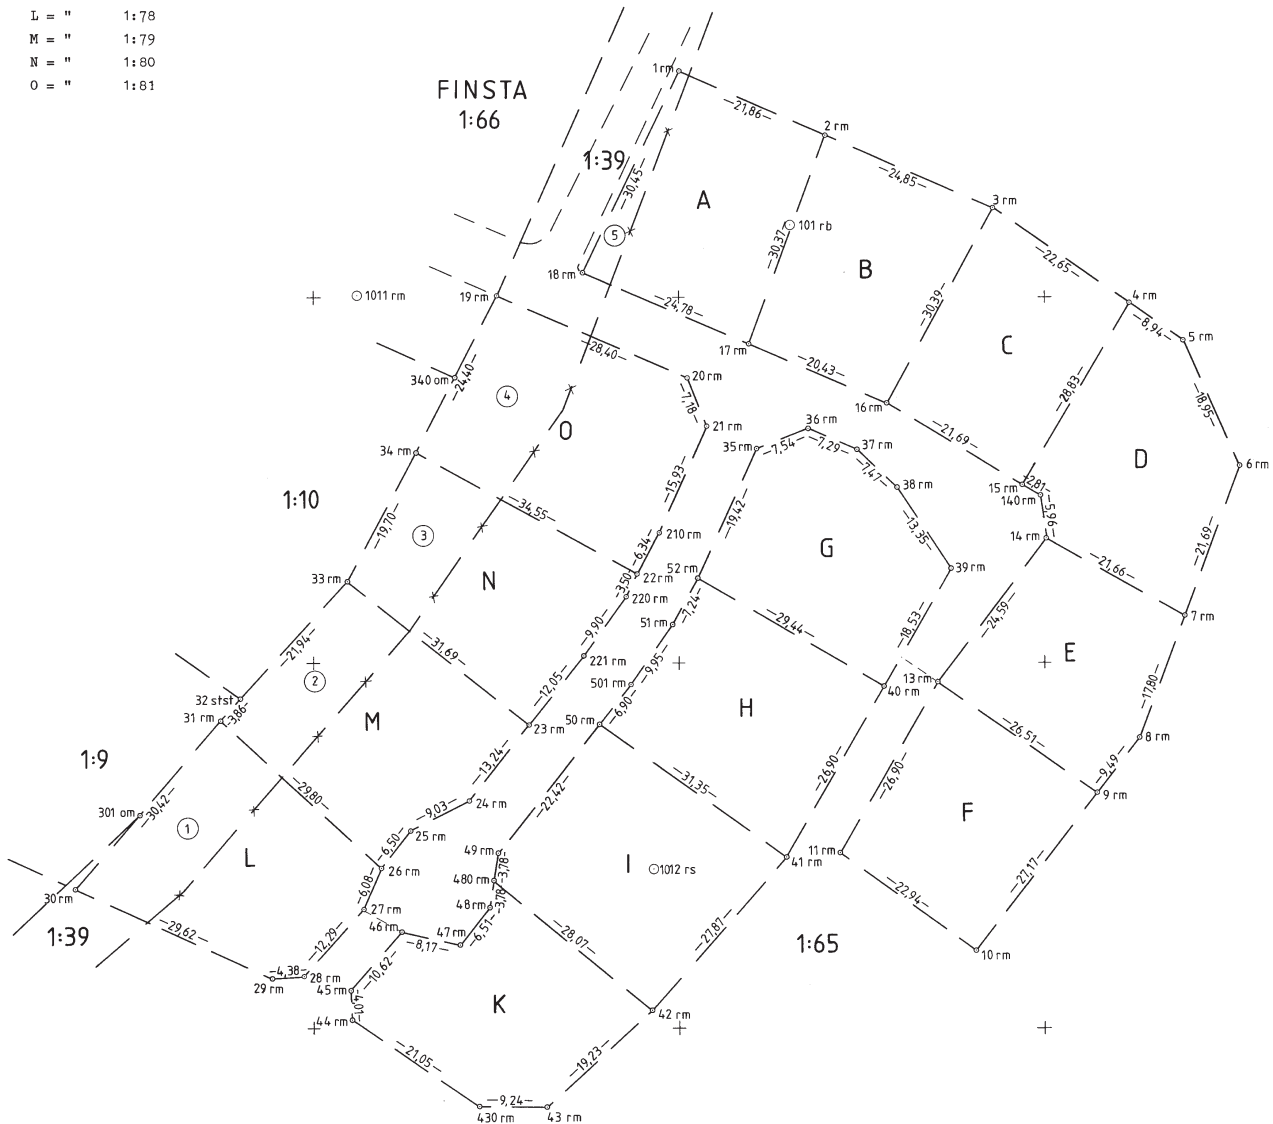 L = " 1:78
M = " 1:79
N = " 1:80
O = " 1:81
FINSTA
1:66
1:39
1 rm
-21,86-
2 rm
-24,85-
3 rm
-30,45-
A
101 rb
5
-30,37-
B
-22,65-
18 rm
19 rm
1011 rm
-24,78-
-30,39-
4 rm
-8,94-
5 rm
17 rm
-28,40-
C
-20,43-
340 om
-24,40-
4
20 rm
-7,18-
-28,83-
-18,95-
16 rm
O
21 rm
36 rm
35 rm
-7,54-
-7,29-
37 rm
-7,47-
-21,69-
D
34 rm
6 rm
-15,93-
38 rm
15 rm
-2,81-
140 rm
-5,96-
1:10
-34,55-
-19,42-
-13,35-
-19,70-
3
210 rm
-6,34-
G
14 rm
-21,69-
33 rm
N
22 rm
52 rm
39 rm
-21,66-
-3,50-
220 rm
-7,24-
-24,59-
7 rm
-21,94-
51 rm
-29,44-
-18,53-
-31,69-
-9,90-
221 rm
-9,95-
E
2
13 rm
32 stst
-12,05-
501 rm
40 rm
-17,80-
31 rm
-3,86-
M
-6,90-
H
50 rm
23 rm
-26,51-
8 rm
1:9
-13,24-
-26,90-
-26,90-
-9,49-
-29,80-
-22,42-
-31,35-
9 rm
301 om
-30,42-
24 rm
-9,03-
F
1
25 rm
-6,50-
11 rm
41 rm
L
49 rm
-3,78-
I
1012 rs
26 rm
480 rm
-27,17-
30 rm
-6,08-
-3,78-
-22,94-
27 rm
48 rm
1:39
-29,62-
46 rm
47 rm
-6,51-
-28,07-
-27,87-
1:65
-12,29-
-8,17-
10 rm
-4,38-
28 rm
-10,62-
29 rm
45 rm
K
-4,01-
44 rm
42 rm
-21,05-
-19,23-
-9,24-
430 rm
43 rm